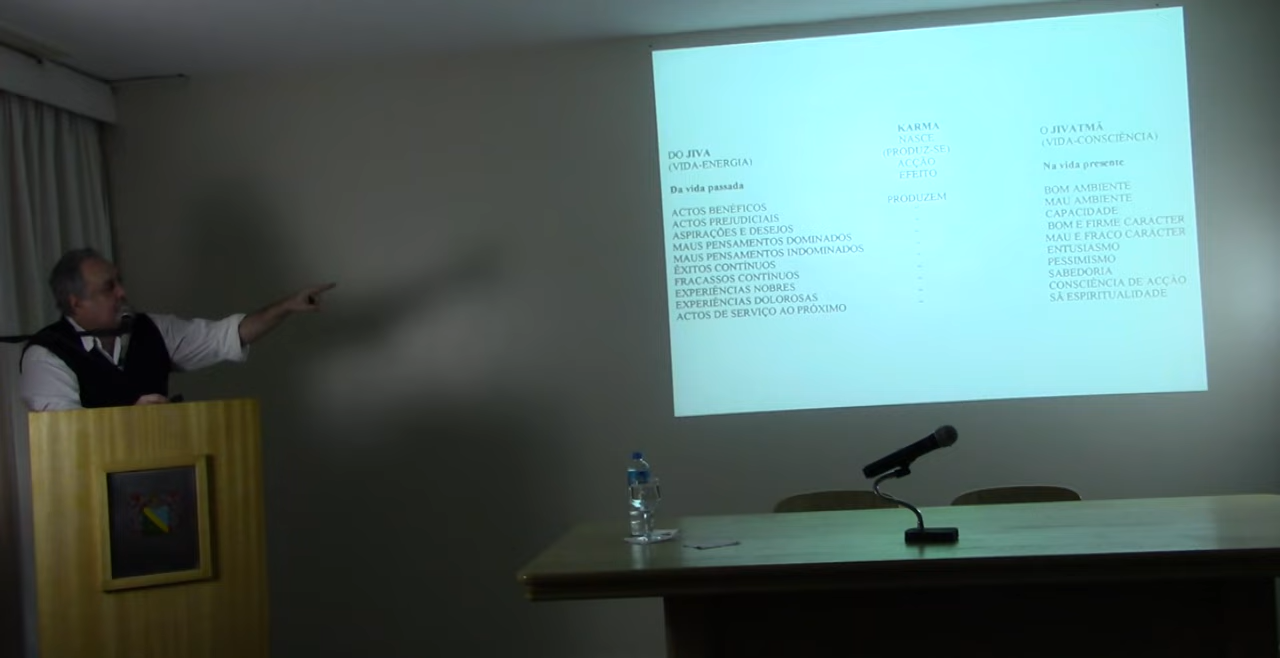 DO JIVA
(VIDA-ENERGIA)
Da vida passada
ACTOS BENÉFICOS
ACTOS PREJUDICIAIS
ASPIRAÇÕES E DESEJOS
MAUS PENSAMENTOS DOMINADOS
MAUS PENSAMENTOS INDOMINADOS
ÊXITOS CONTÍNUOS
FRACASSOS CONTÍNUOS
EXPERIÊNCIAS NOBRES
EXPERIÊNCIAS DOLOROSAS
ACTOS DE SERVIÇO AO PRÓXIMO
KARMA
NASCE
(PRODUZ-SE)
ACÇÃO
EFEITO
PRODUZEM
O JIVATMÃ
(VIDA-CONSCIÊNCIA)
Na vida presente
BOM AMBIENTE
MAU AMBIENTE
CAPACIDADE
BOM E FIRME CARÁCTER
MAU E FRACO CARÁCTER
ENTUSIASMO
PESSIMISMO
SABEDORIA
CONSCIÊNCIA DE ACÇÃO
SÃ ESPIRITUALIDADE